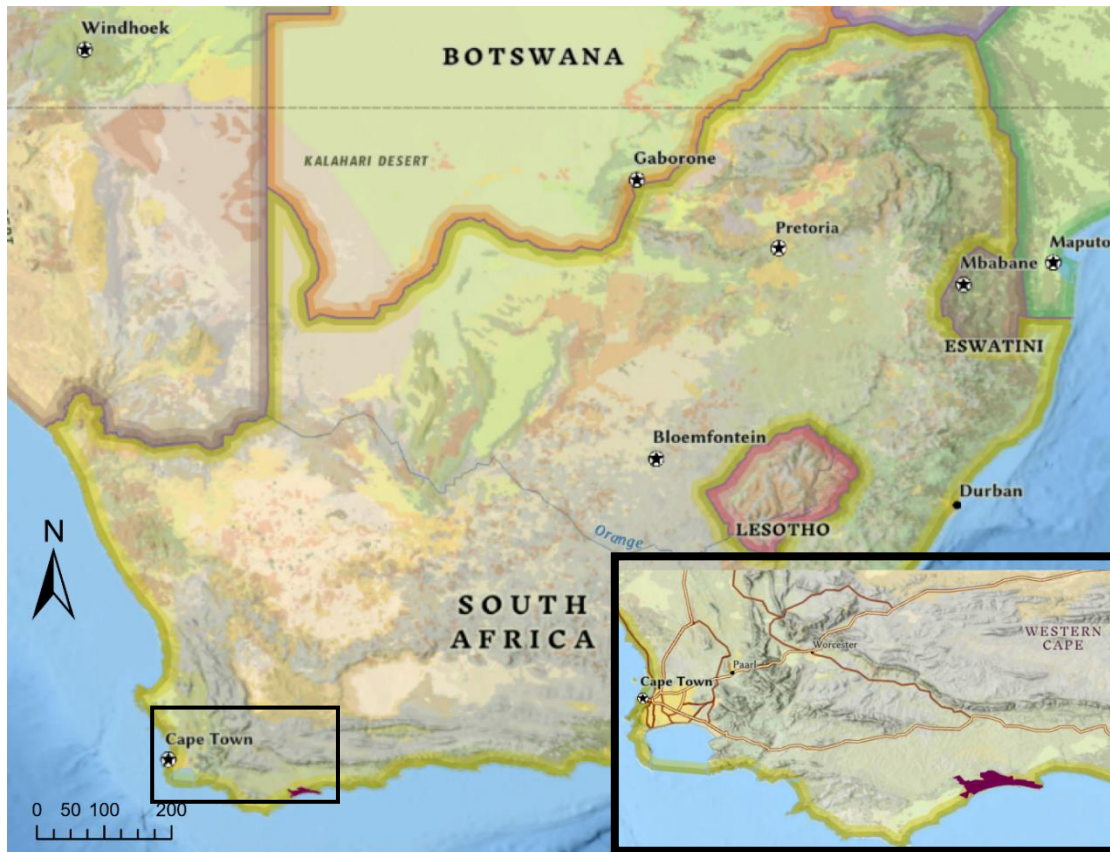 Windhoek
BOTSWANA
KALAHARI DESERT
Gaborone
Pretoria
Maputo
Mbabane
ESWATINI
Bloemfontein
Durban
LESOTHO
Orange
N
SOUTH
AFRICA
Cape Town
0 50 100 200
WESTERN
CAPE
Worcester
Paarl
Cape Town